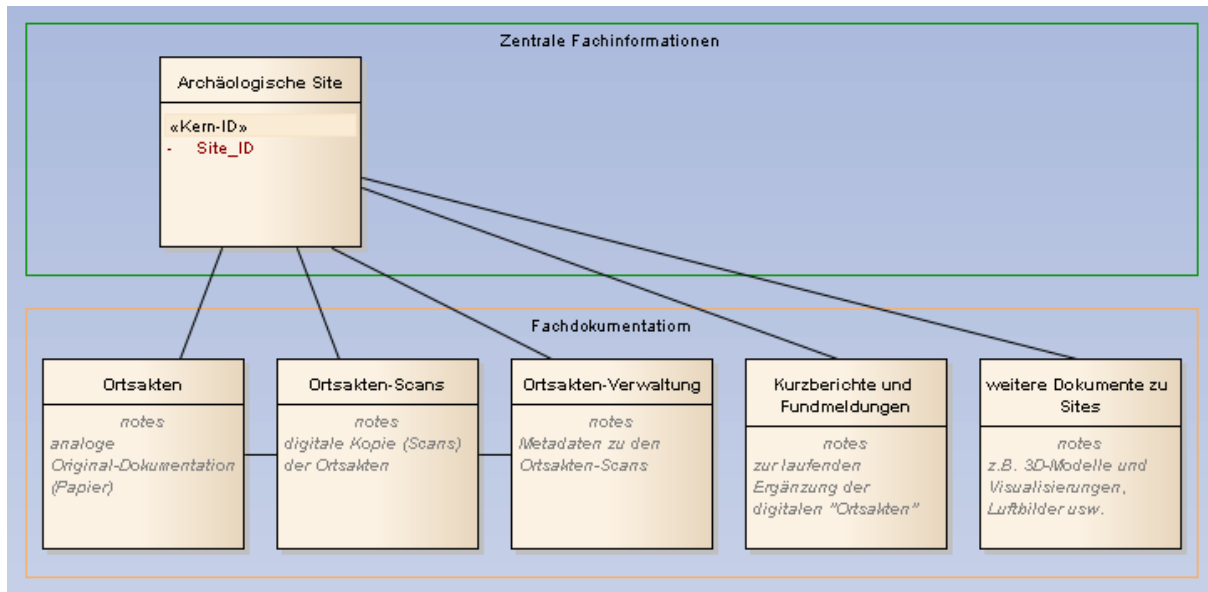 Zentrale Fachinformationen
Archäologische Site
«Kern-ID»
- Site_ID
Fachdokumentatiom
Ortsakten
notes
analoge
Original-Dokumentation
(Papier)
Ortsakten-Scans
notes
digitale Kopie (Scans)
der Ortsakten
Ortsakten-Verwaltung
notes
Metadaten zu den
Ortsakten-Scans
Kurzberichte und
Fundmeldungen
notes
zur laufenden
Ergänzung der
digitalen "Ortsakten"
weitere Dokumente zu
Sites
notes
z.B. 3D-Modelle und
Visualisierungen,
Luftbilder usw.